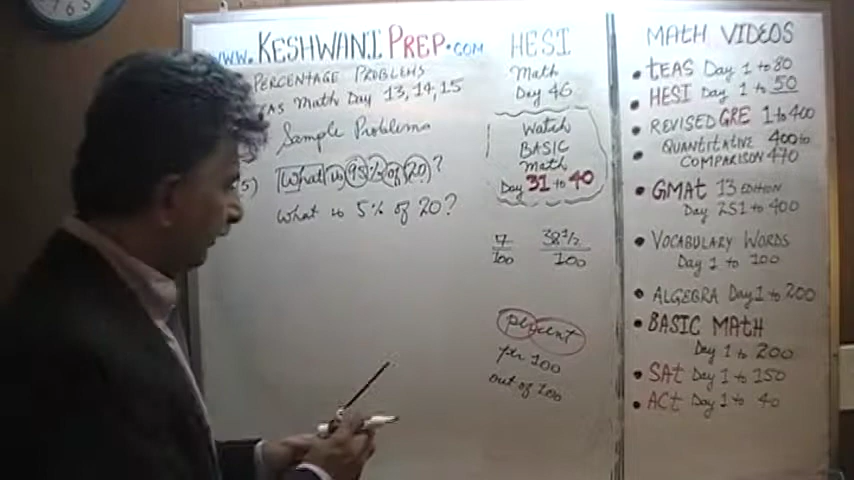 www.KESHWANIPREP.com
PERCENTAGE PROBLEMS
TEAS Math Day 13, 14, 15
Sample Problems
5) What is 95% of 20?
What is 5% of 20?
HESI
Math
Day 46
Watch
BASIC
Math
Day 31 to 40
7/100 38 1/2/100
percent
per 100
out of 100
MATH VIDEOS
• TEAS Day 1 to 80
• HESI Day 1 to 50
• REVISED GRE 1 to 400
• QUANTITATIVE 400 to
COMPARISON 470
• GMAT 13 EDITION
Day 251 to 400
• VOCABULARY WORDS
Day 1 to 100
• ALGEBRA Day 1 to 200
• BASIC MATH
Day 1 to 200
• SAT Day 1 to 150
• ACT Day 1 to 40